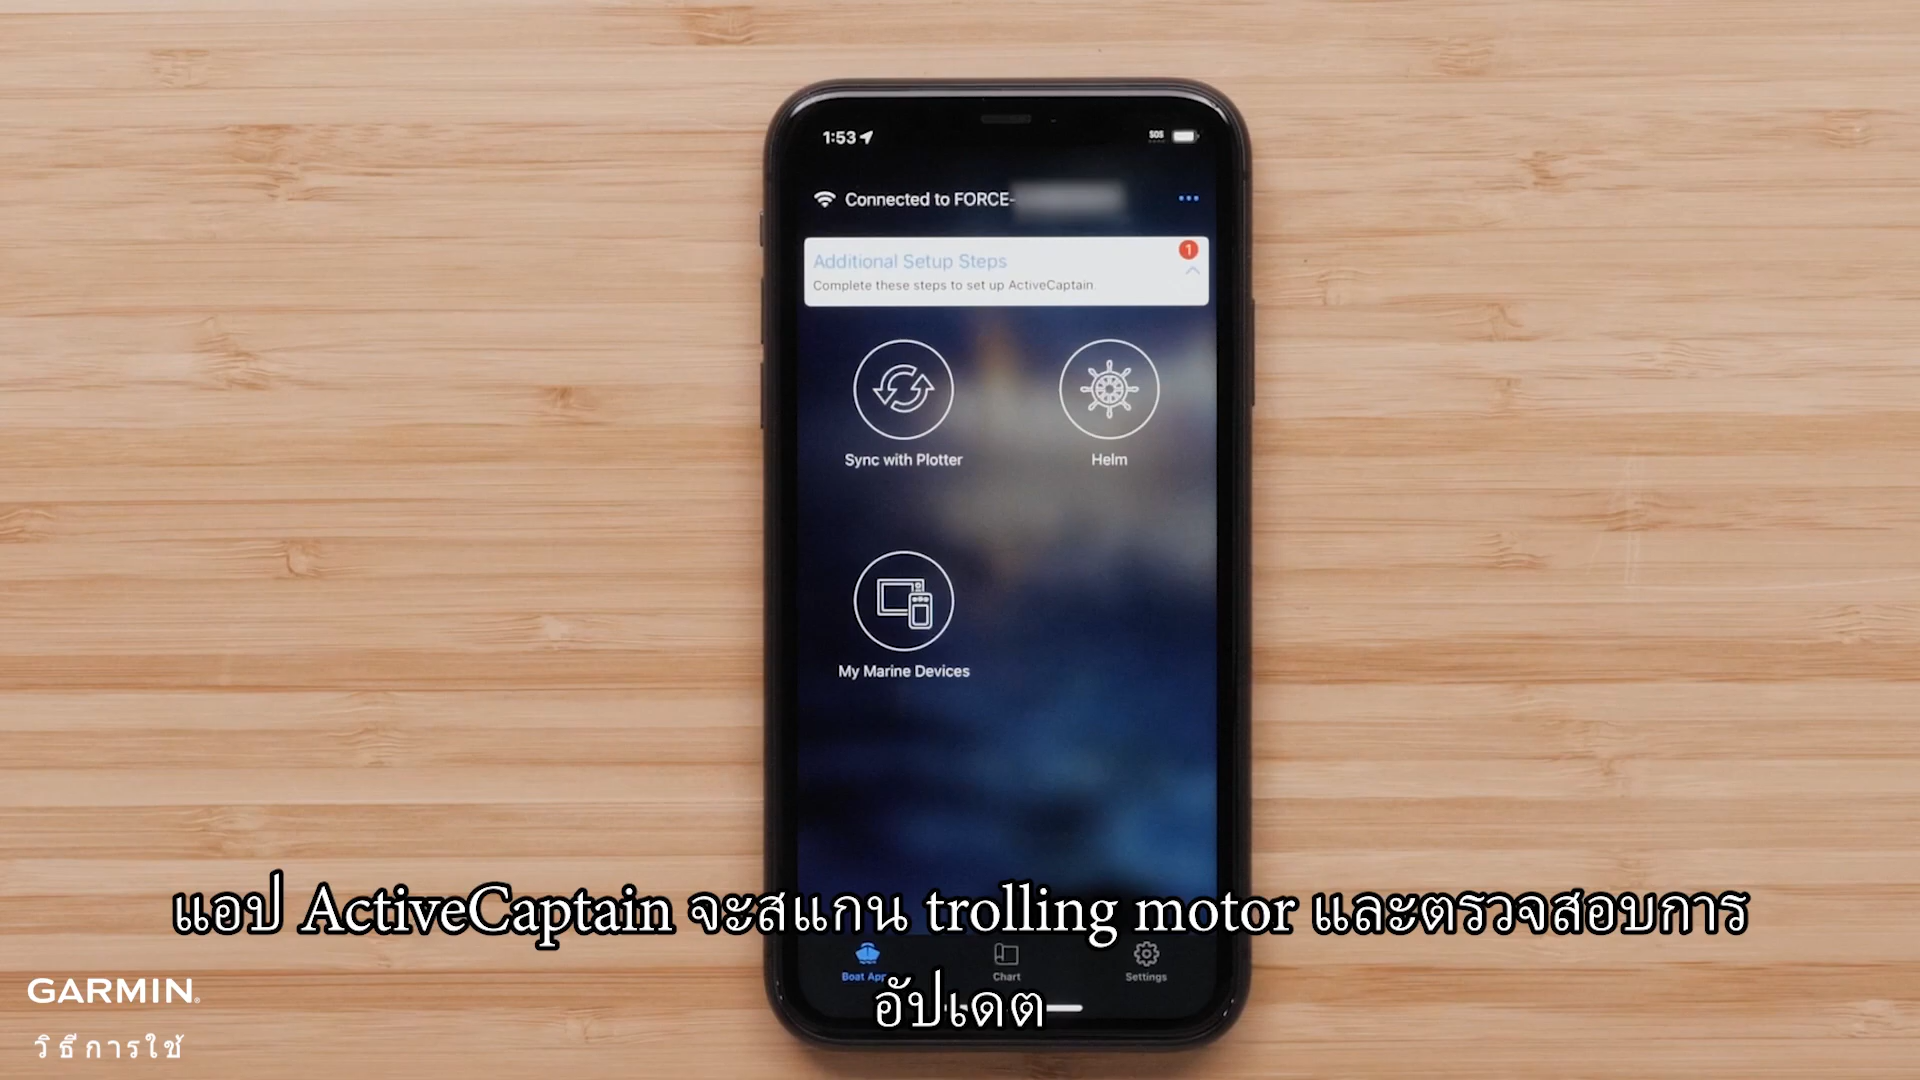 1:53
SOS
Connected to FORCE-
Additional Setup Steps
1
Complete these steps to set up ActiveCaptain
Sync with Plotter
Helm
My Marine Devices
แอป ActiveCaptain จะสแกน trolling motor และตรวจสอบการ
อัปเดต
Chart
Settings
GARMIN
วิธีการใช้